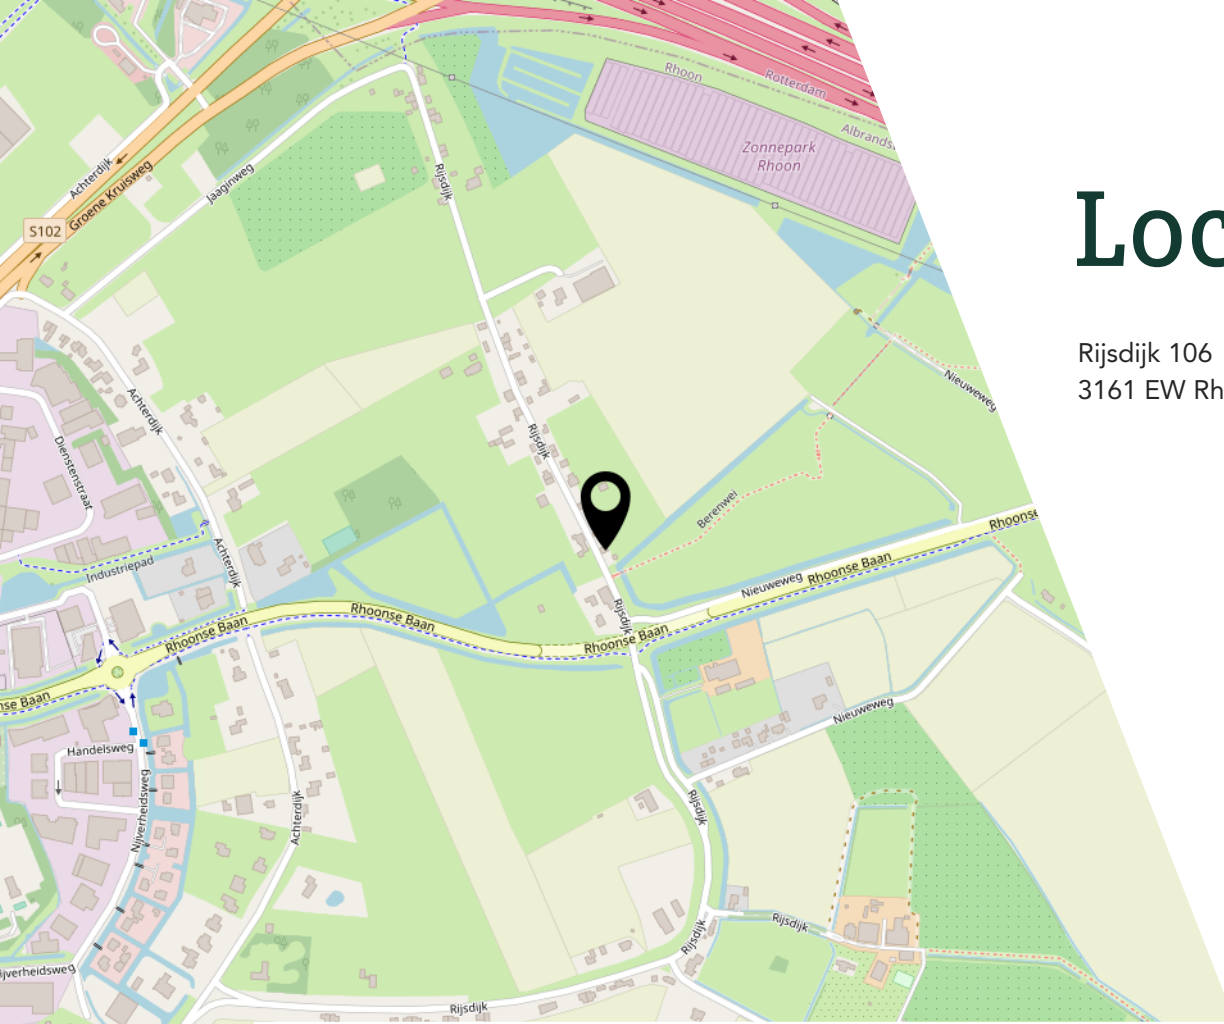 Rhoon
Rotterdam
Albrands
Zonnepark
Rhoon
Achterdijk
Groene Kruisweg
S102
Jaaginweg
Rijsdijk
Nieuweweg
Achterdijk
Rijsdijk
Dienstenstraat
Berenwei
Rhoonse
Industriepad
Achterdijk
Rhoonse Baan
Nieuweweg
Rijsdijk
Rhoonse Baan
Rhoonse Baan
Rhoonse Baan
nse Baan
Nieuweweg
Handelsweg
Nijverheidsweg
Achterdijk
Rijsdijk
Rijsdijk
Rijsdijk
ijverheidsweg
Rijsdijk
Loc
Rijsdijk 106
3161 EW Rh